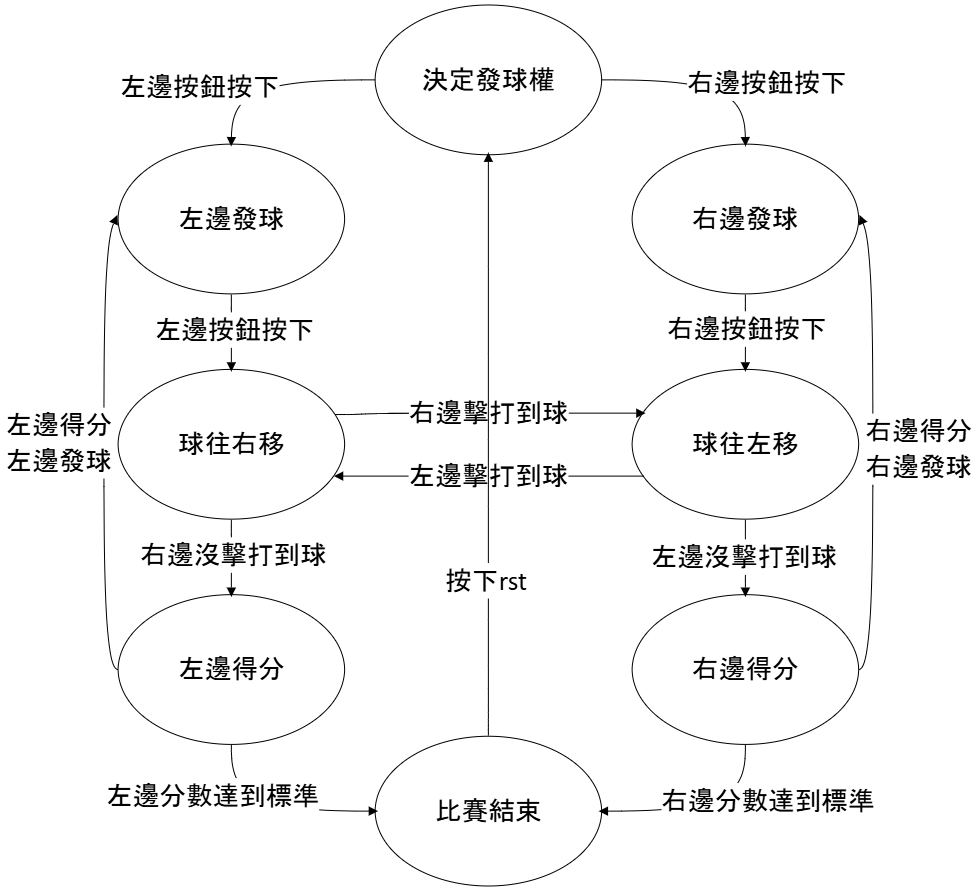 決定發球權
左邊按鈕按下
右邊按鈕按下
左邊發球
右邊發球
左邊按鈕按下
右邊按鈕按下
右邊擊打到球
球往右移
球往左移
左邊得分
左邊發球
右邊得分
右邊發球
左邊擊打到球
右邊沒擊打到球
左邊沒擊打到球
按下rst
左邊得分
右邊得分
左邊分數達到標準
右邊分數達到標準
比賽結束